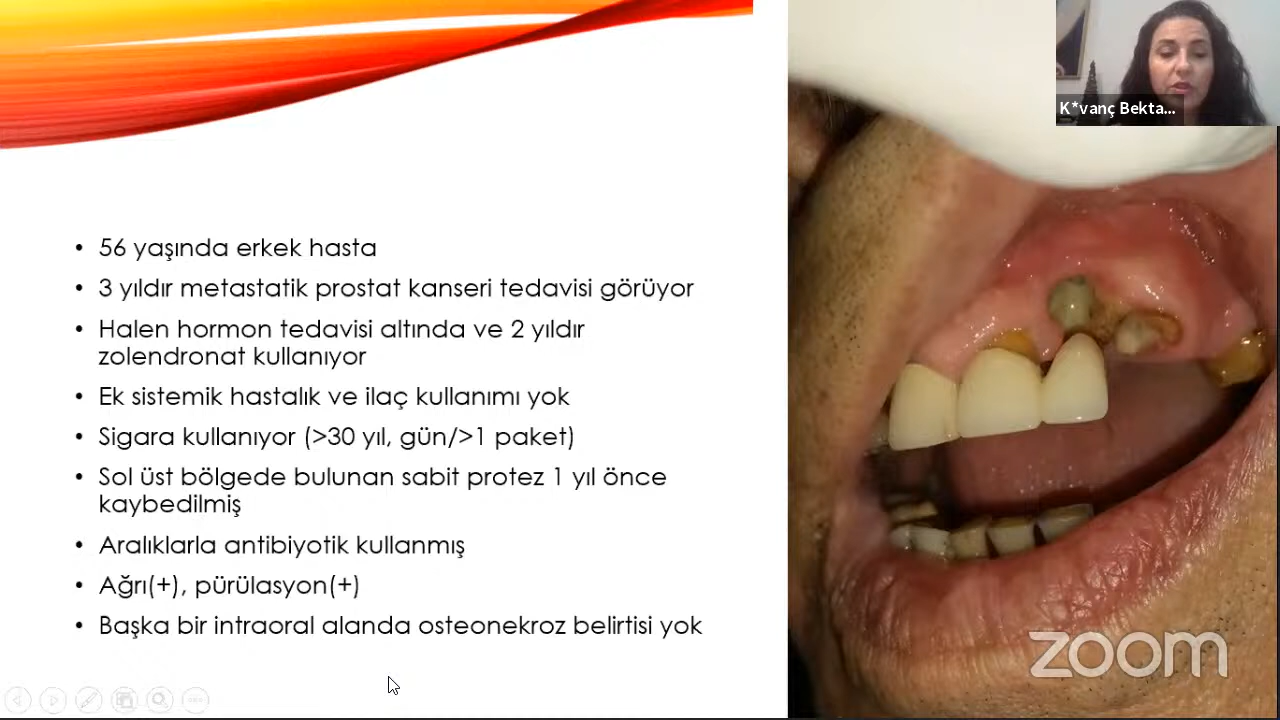 K*vanç Bekta...
• 56 yaşında erkek hasta
• 3 yıldır metastatik prostat kanseri tedavisi görüyor
• Halen hormon tedavisi altında ve 2 yıldır
zolendronat kullanıyor
• Ek sistemik hastalık ve ilaç kullanımı yok
• Sigara kullanıyor (>30 yıl, gün/>1 paket)
• Sol üst bölgede bulunan sabit protez 1 yıl önce
kaybedilmiş
• Aralıklarla antibiyotik kullanmış
• Ağrı(+), pürülasyon(+)
• Başka bir intraoral alanda osteonekroz belirtisi yok
zoom